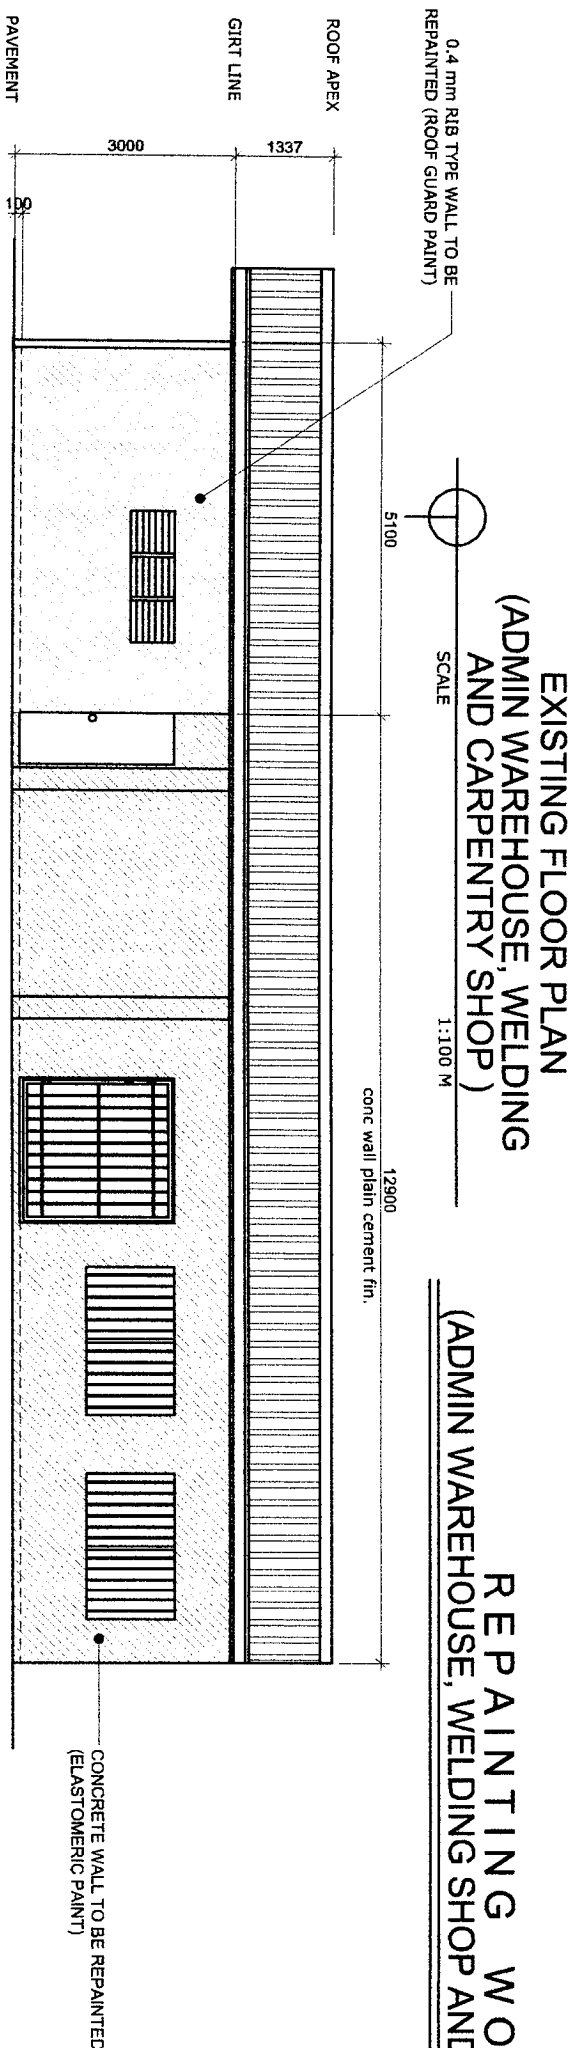 EXISTING FLOOR PLAN
(ADMIN WAREHOUSE, WELDING
AND CARPENTRY SHOP )
SCALE
1:100 M
REPAINTING WO
(ADMIN WAREHOUSE, WELDING SHOP AND
0.4 mm RIB TYPE WALL TO BE
REPAINTED (ROOF GUARD PAINT)
5100
12900
conc wall plain cement fin.
ROOF APEX
1337
GIRT LINE
3000
PAVEMENT
100
CONCRETE WALL TO BE REPAINTED
(ELASTOMERIC PAINT)